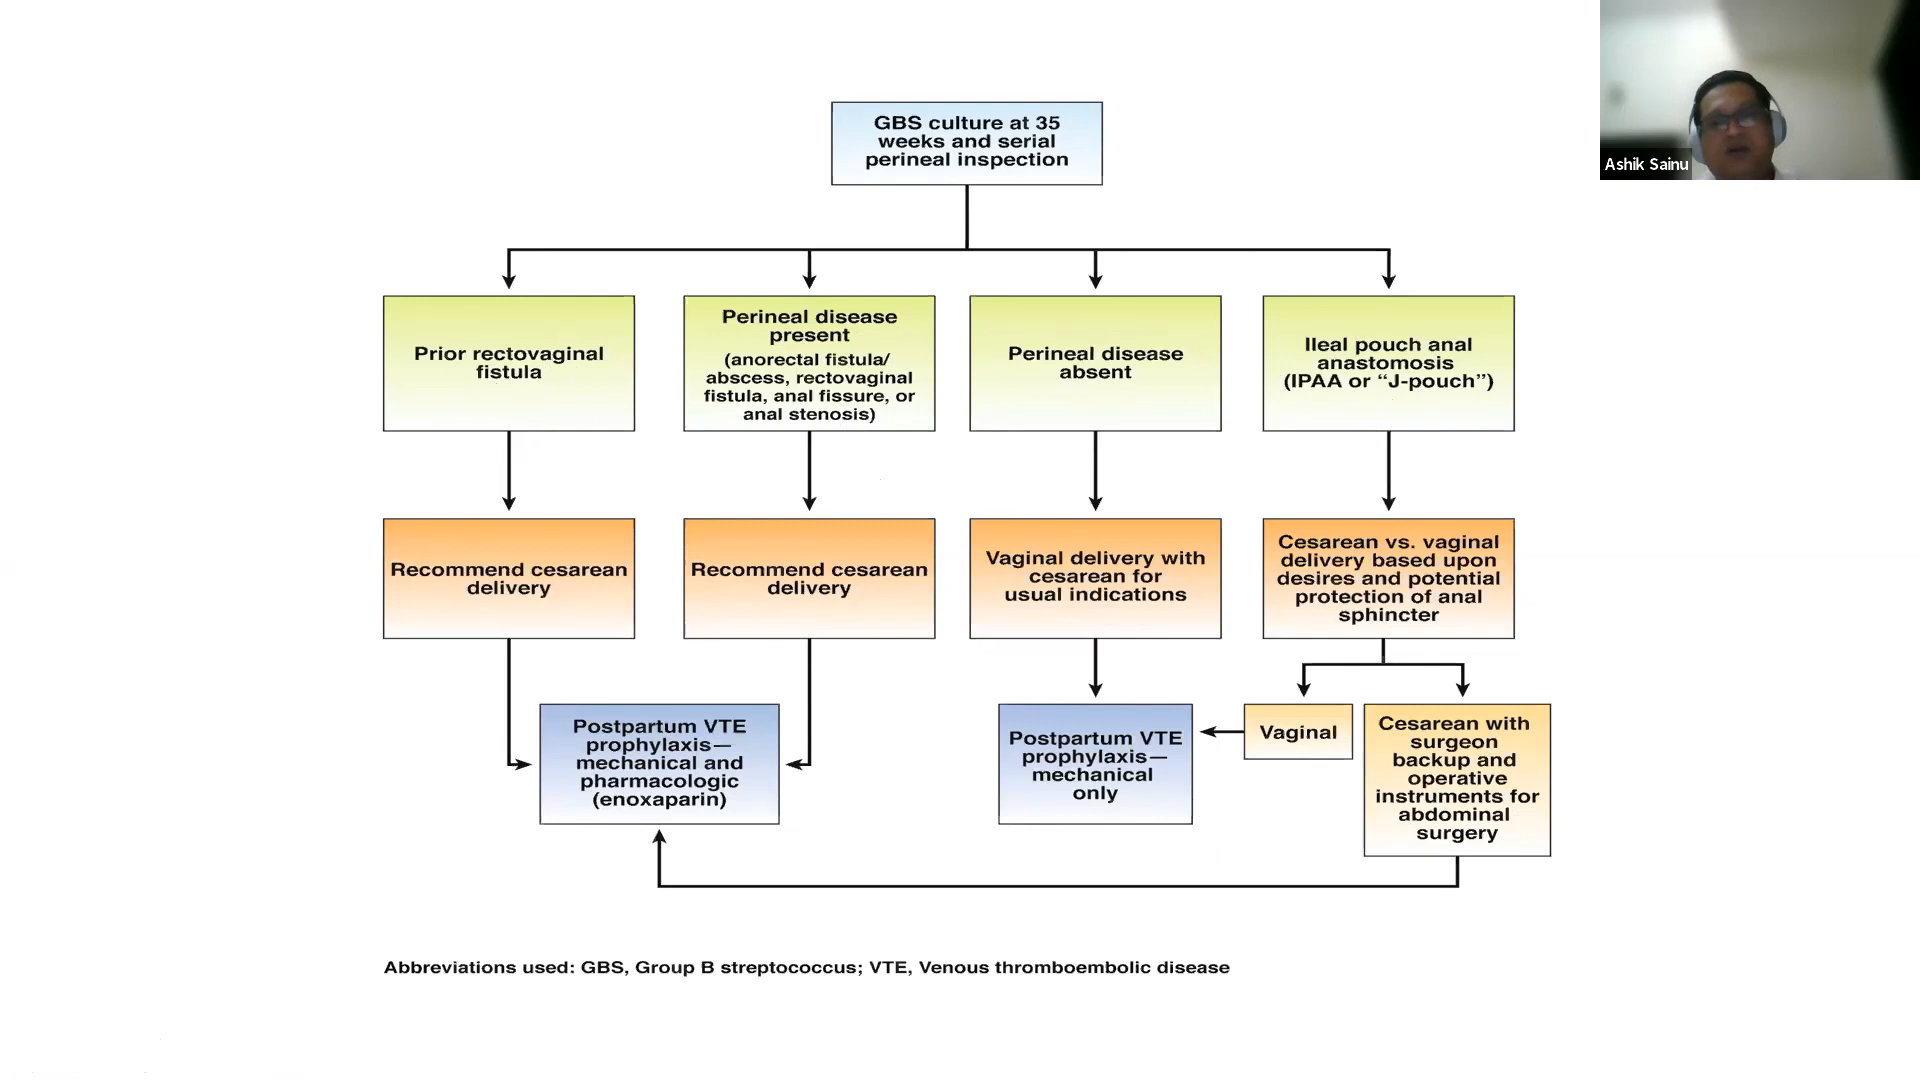 GBS culture at 35
weeks and serial
perineal inspection
Ashik Sainu
Prior rectovaginal
fistula
Perineal disease
present
(anorectal fistula/
abscess, rectovaginal
fistula, anal fissure, or
anal stenosis)
Perineal disease
absent
Ileal pouch anal
anastomosis
(IPAA or “J-pouch”)
Recommend cesarean
delivery
Recommend cesarean
delivery
Vaginal delivery with
cesarean for
usual indications
Cesarean vs. vaginal
delivery based upon
desires and potential
protection of anal
sphincter
Postpartum VTE
prophylaxis—
mechanical and
pharmacologic
(enoxaparin)
Postpartum VTE
prophylaxis—
mechanical
only
Vaginal
Cesarean with
surgeon
backup and
operative
instruments for
abdominal
surgery
Abbreviations used: GBS, Group B streptococcus; VTE, Venous thromboembolic disease